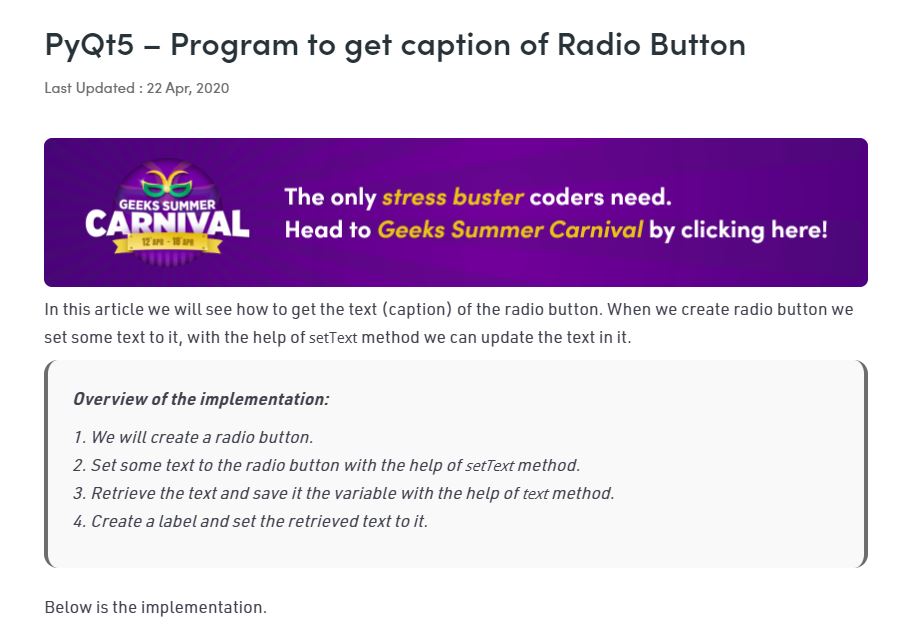 PyQt5 – Program to get caption of Radio Button
Last Updated : 22 Apr, 2020
GEEKS SUMMER
CARNIVAL
12 APR - 18 APR
The only stress buster coders need.
Head to Geeks Summer Carnival by clicking here!
In this article we will see how to get the text (caption) of the radio button. When we create radio button we
set some text to it, with the help of setText method we can update the text in it.
Overview of the implementation:
1. We will create a radio button.
2. Set some text to the radio button with the help of setText method.
3. Retrieve the text and save it the variable with the help of text method.
4. Create a label and set the retrieved text to it.
Below is the implementation.